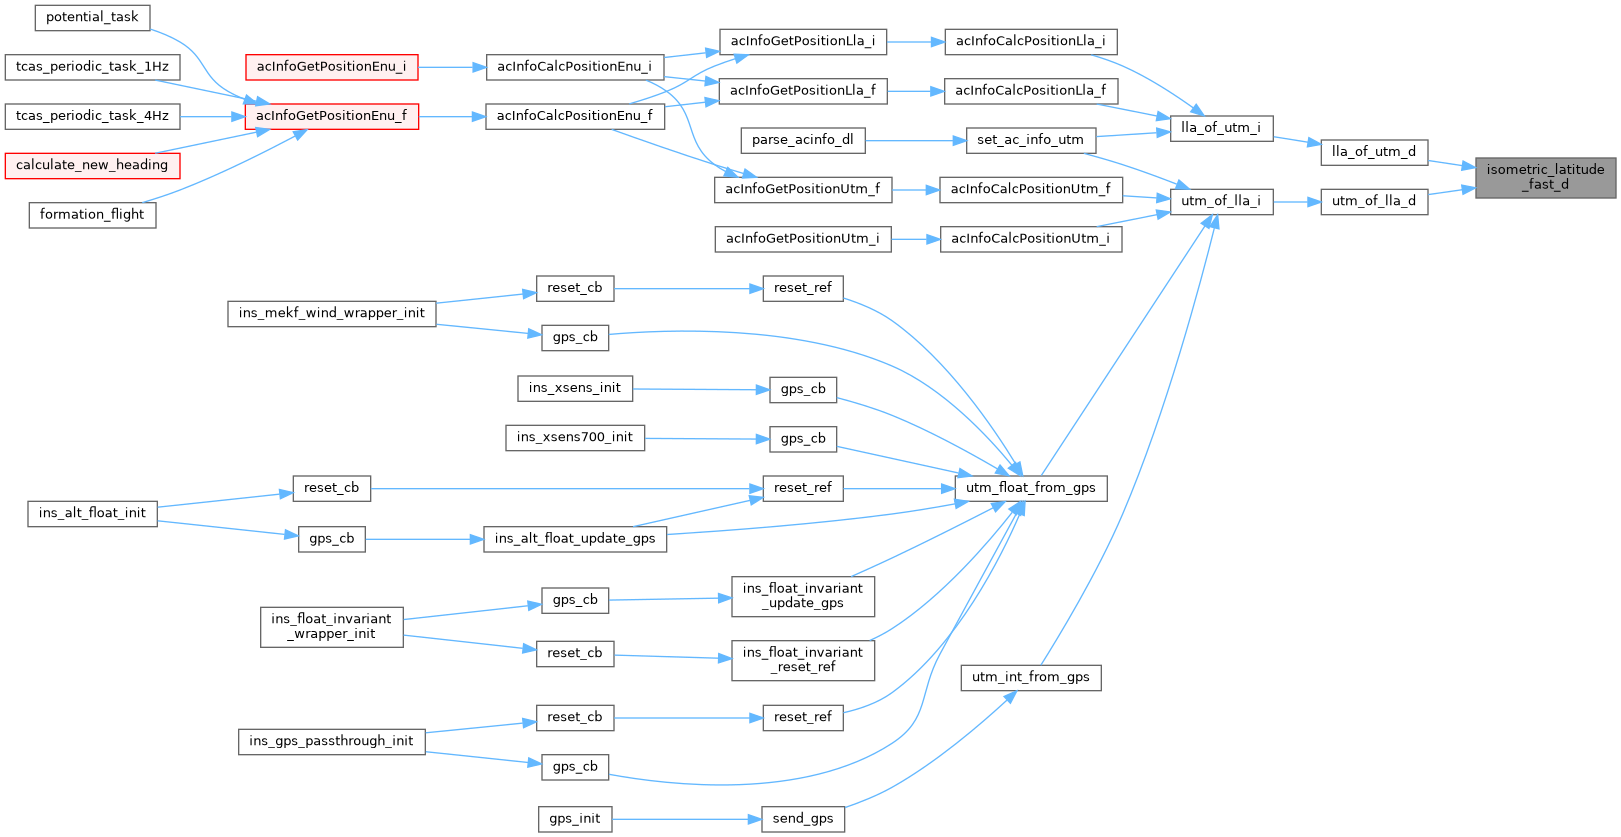 potential_task
tcas_periodic_task_1Hz
tcas_periodic_task_4Hz
calculate_new_heading
formation_flight
acInfoGetPositionEnu_i
acInfoGetPositionEnu_f
acInfoCalcPositionEnu_i
acInfoCalcPositionEnu_f
acInfoGetPositionLla_i
acInfoGetPositionLla_f
parse_acinfo_dl
acInfoGetPositionUtm_f
acInfoGetPositionUtm_i
acInfoCalcPositionLla_i
acInfoCalcPositionLla_f
set_ac_info_utm
acInfoCalcPositionUtm_f
acInfoCalcPositionUtm_i
lla_of_utm_i
utm_of_lla_i
lla_of_utm_d
utm_of_lla_d
isometric_latitude
_fast_d
ins_mekf_wind_wrapper_init
reset_cb
gps_cb
reset_ref
ins_xsens_init
gps_cb
ins_xsens700_init
gps_cb
ins_alt_float_init
reset_cb
gps_cb
reset_ref
ins_alt_float_update_gps
utm_float_from_gps
ins_float_invariant
_wrapper_init
gps_cb
reset_cb
ins_float_invariant
_update_gps
ins_float_invariant
_reset_ref
utm_int_from_gps
ins_gps_passthrough_init
reset_cb
gps_cb
reset_ref
gps_init
send_gps